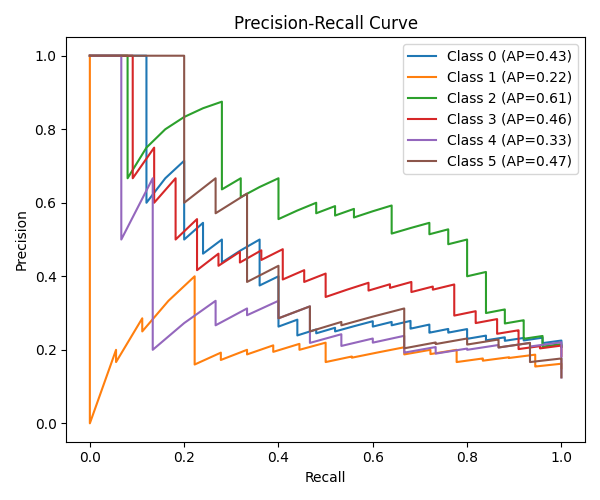 Precision-Recall Curve
Precision
1.0
0.8
0.6
0.4
0.2
0.0
Class 0 (AP=0.43)
Class 1 (AP=0.22)
Class 2 (AP=0.61)
Class 3 (AP=0.46)
Class 4 (AP=0.33)
Class 5 (AP=0.47)
0.0 0.2 0.4 0.6 0.8 1.0
Recall